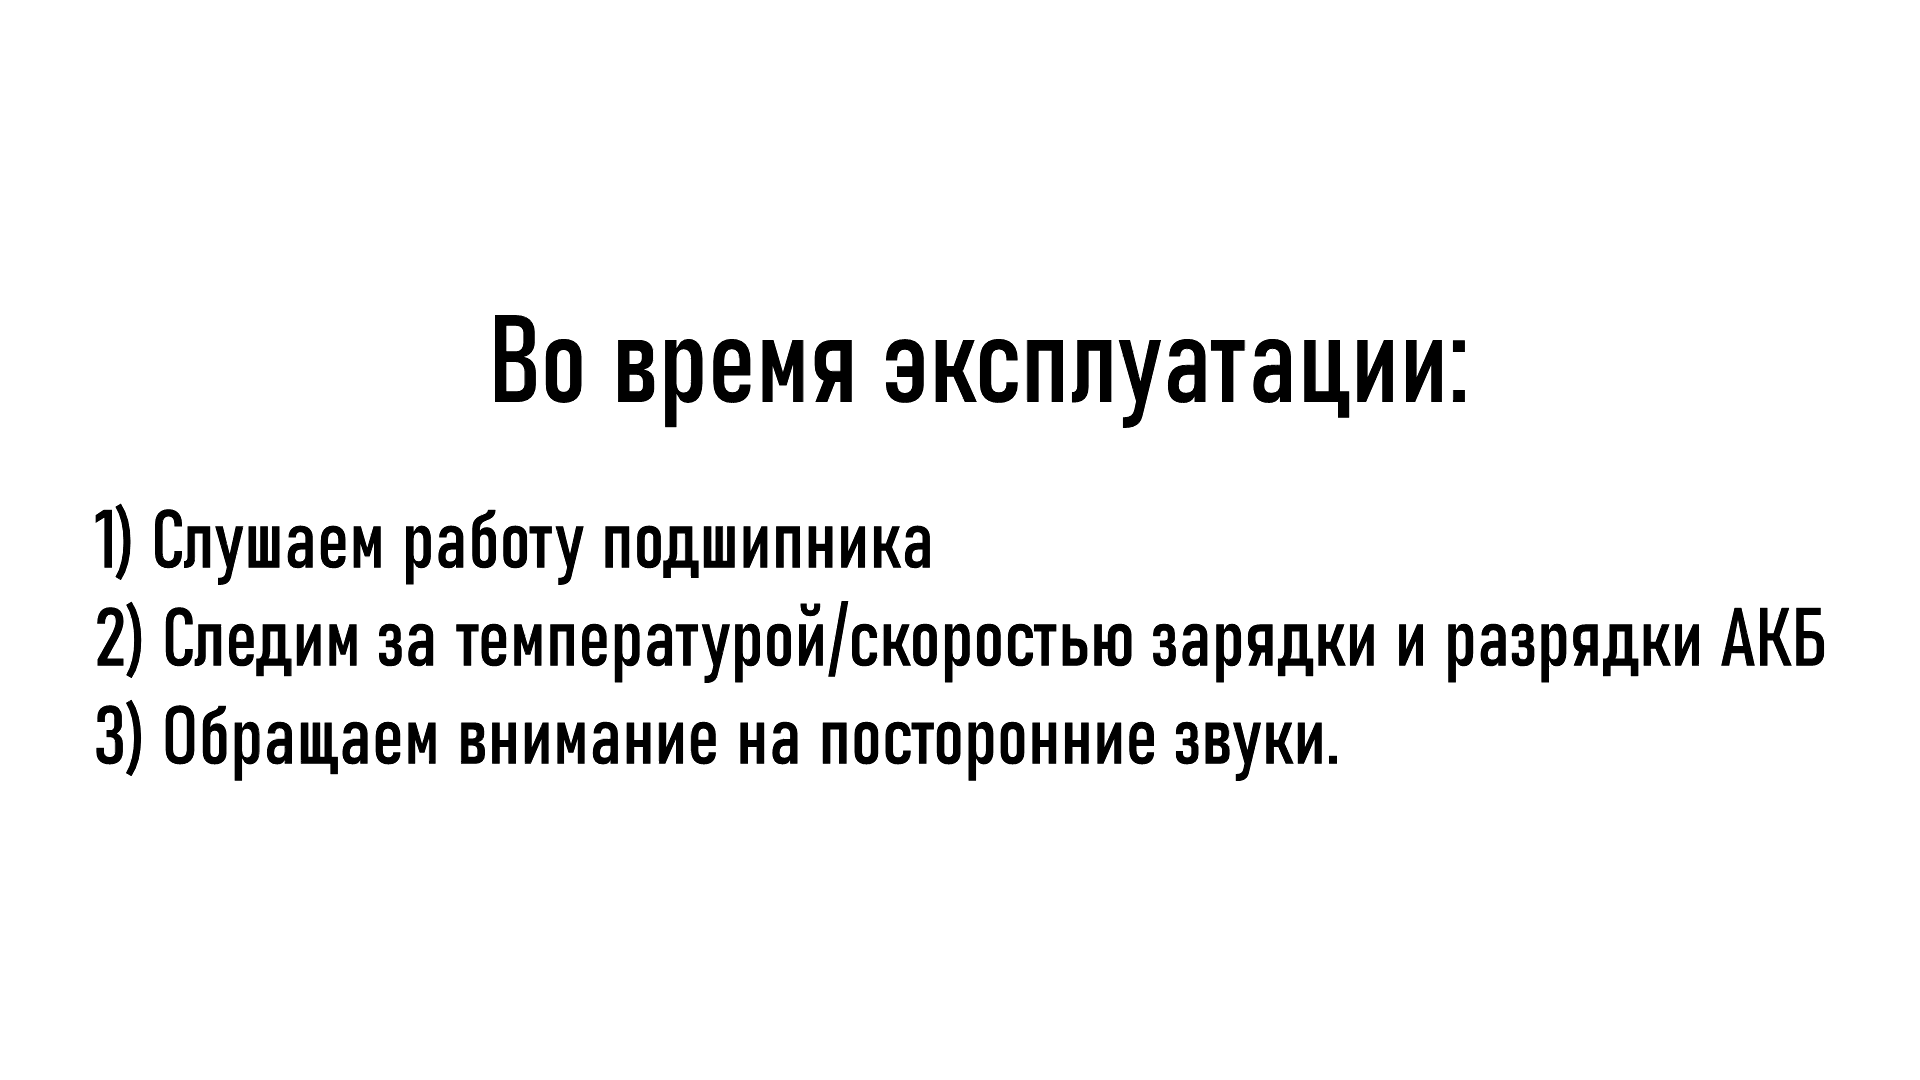 Во время эксплуатации:
1) Слушаем работу подшипника
2) Следим за температурой/скоростью зарядки и разрядки АКБ
3) Обращаем внимание на посторонние звуки.